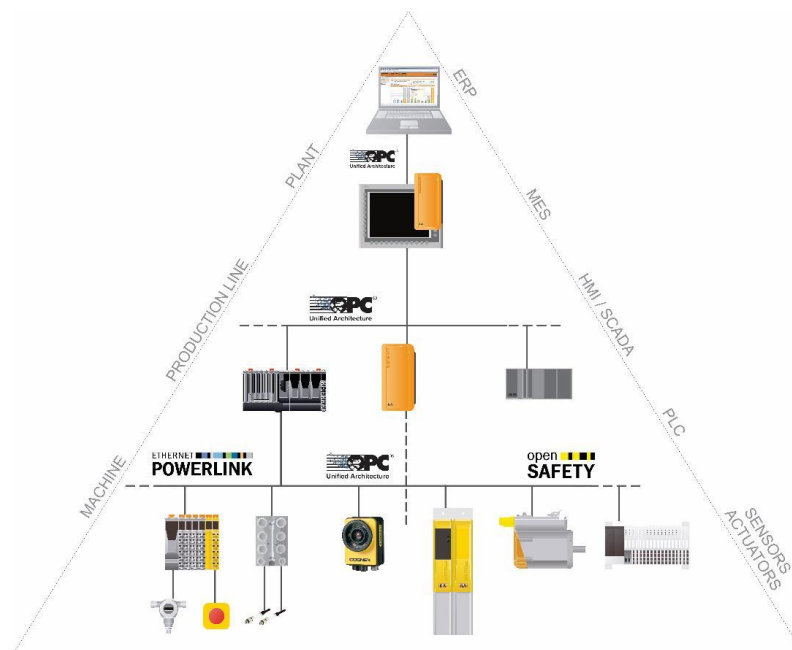 ERP
OPC
Unified Architecture
PLANT
MES
OPC
Unified Architecture
PRODUCTION LINE
HMI / SCADA
PLC
ETHERNET
POWERLINK
OPC
Unified Architecture
open
SAFETY
MACHINE
SENSORS
ACTUATORS
COGNEX